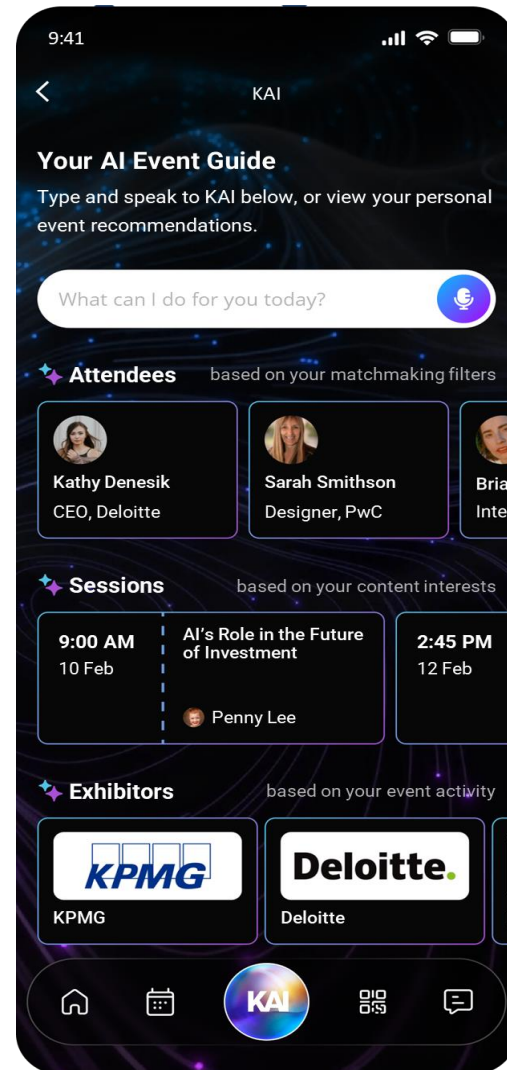 9:41
KAI
Your AI Event Guide
Type and speak to KAI below, or view your personal
event recommendations.
What can I do for you today?
Attendees based on your matchmaking filters
Kathy Denesik
CEO, Deloitte
Sarah Smithson
Designer, PwC
Bria
Inte
Sessions based on your content interests
9:00 AM
10 Feb
AI's Role in the Future
of Investment
Penny Lee
2:45 PM
12 Feb
Exhibitors based on your event activity
KPMG
KPMG
Deloitte.
Deloitte
KAI